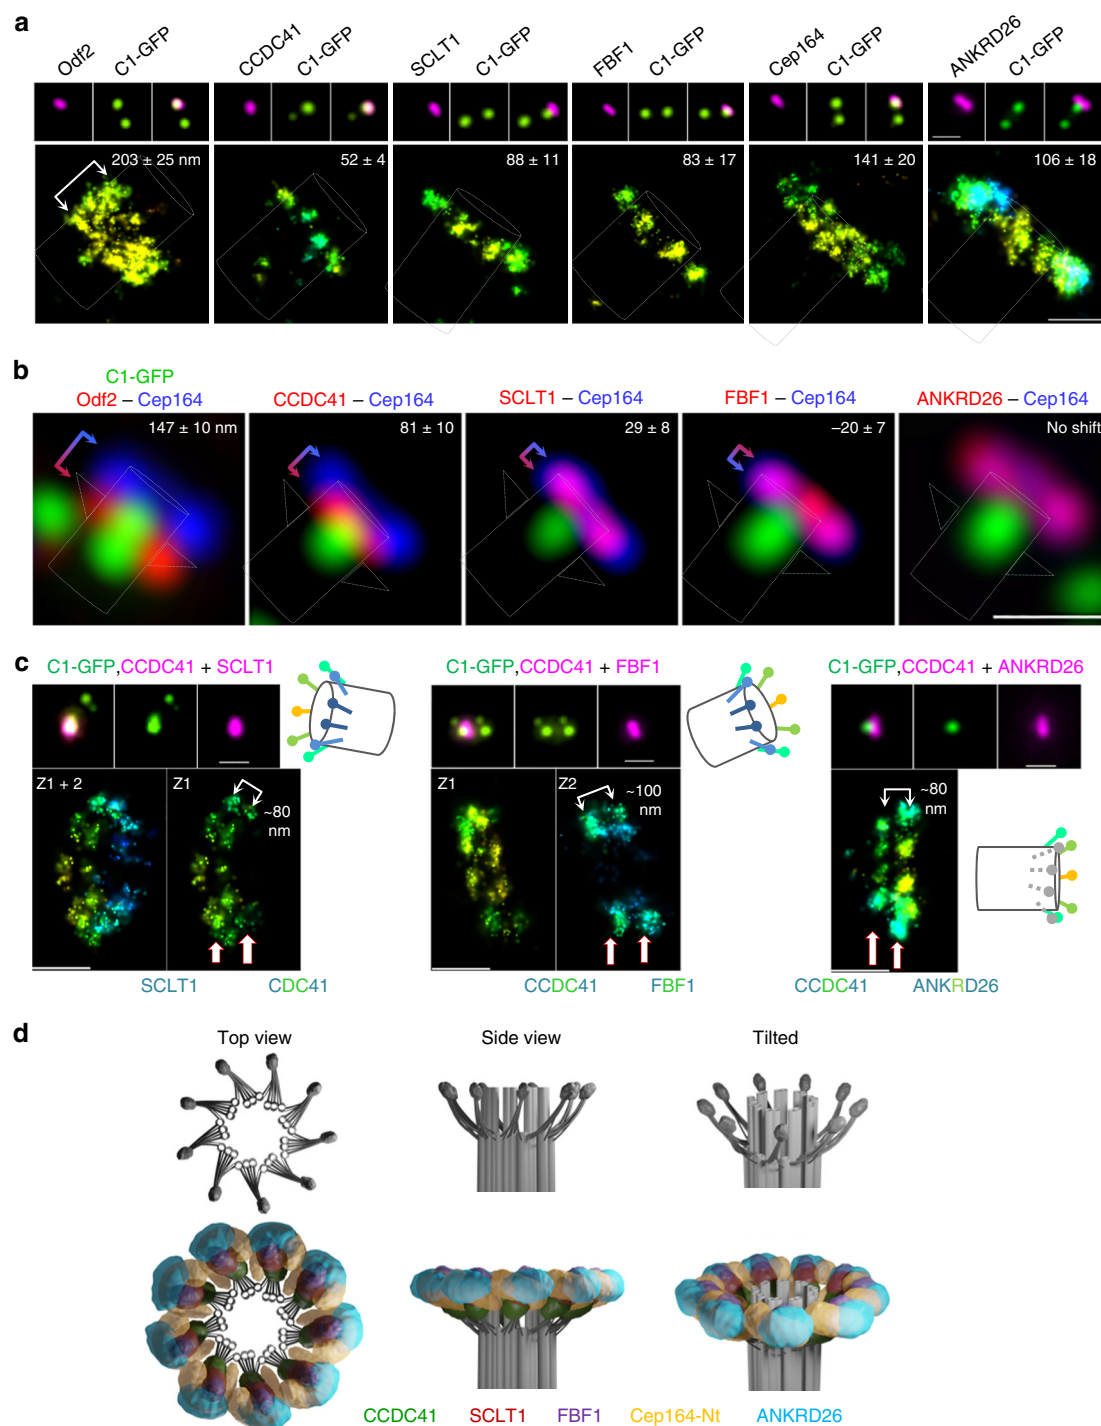 a
Odf2 C1-GFP CCDC41 C1-GFP SCLT1 C1-GFP FBF1 C1-GFP Cep164 C1-GFP ANKRD26 C1-GFP
203 ± 25 nm 52 ± 4 88 ± 11 83 ± 17 141 ± 20 106 ± 18
b
C1-GFP
Odf2 – Cep164 CCDC41 – Cep164 SCLT1 – Cep164 FBF1 – Cep164 ANKRD26 – Cep164
147 ± 10 nm 81 ± 10 29 ± 8 –20 ± 7 No shift
c
C1-GFP,CCDC41 + SCLT1 C1-GFP,CCDC41 + FBF1 C1-GFP,CCDC41 + ANKRD26
Z1 + 2 Z1 ~80 nm Z1 Z2 ~100 nm ~80 nm
SCLT1 CDC41 CCDC41 FBF1 CCDC41 ANKRD26
d
Top view Side view Tilted
CCDC41 SCLT1 FBF1 Cep164-Nt ANKRD26